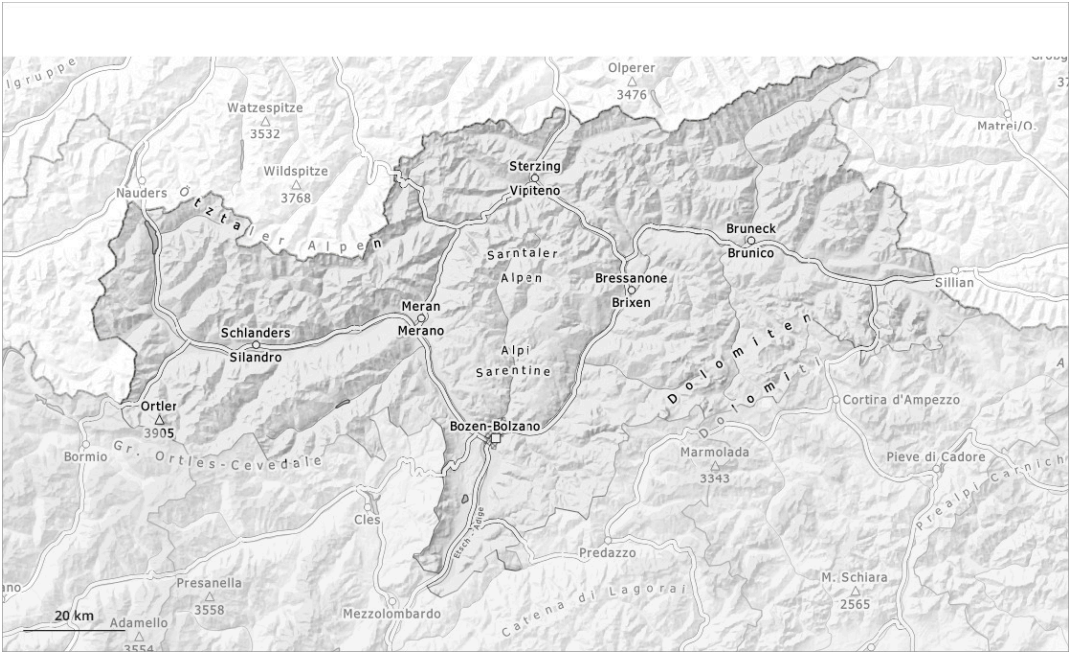 lgruppe
Olperer
3476
Watzespitze
3532
Matrei/O.
Sterzing
Vipiteno
Wildspitze
3768
Nauders
Ötztaler Alpen
Bruneck
Brunico
Sarntaler
Alpen
Bressanone
Brixen
Sillian
Meran
Merano
Schlanders
Silandro
Dolomiten
Alpi
Sarentine
Dolomiti
Ortler
3905
Cortina d'Ampezzo
Bozen-Bolzano
Gr. Ortles-Cevedale
Bormio
Marmolada
3343
Pieve di Cadore
Prealpi Carnich
Cles
Etsch - Adige
Predazzo
Presanella
3558
M. Schiara
2565
Catena di Lagorai
Mezzolombardo
20 km
Adamello
3554